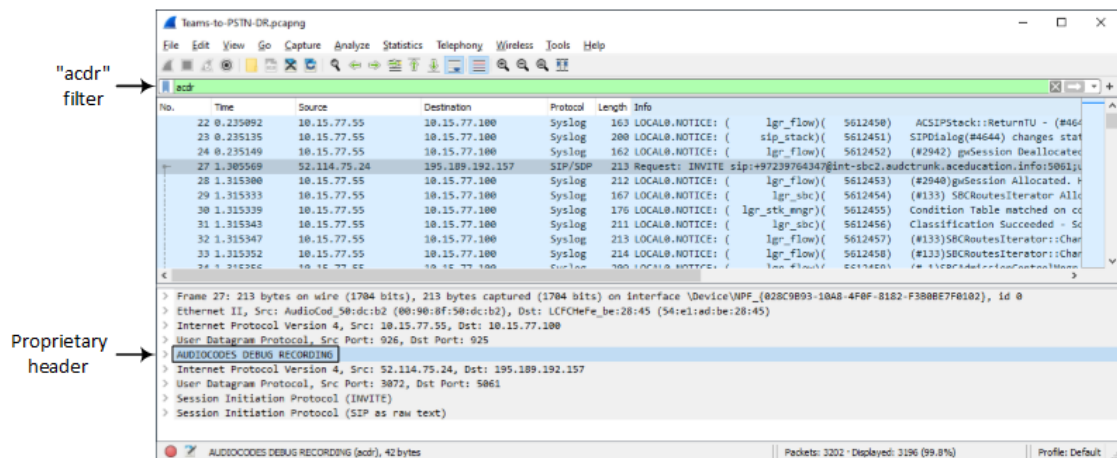 Teams-to-PSTN-DR.pcapng
File Edit View Go Capture Analyze Statistics Telephony Wireless Tools Help
"acdr" filter
acdr
No. Time Source Destination Protocol Length Info
22 0.235092 10.15.77.55 10.15.77.100 Syslog 163 LOCAL0.NOTICE: ( lgr_flow)( 5612450) ACSIPStack::ReturnTU - (#464
23 0.235135 10.15.77.55 10.15.77.100 Syslog 200 LOCAL0.NOTICE: ( sip_stack)( 5612451) SIPDialog(#4644) changes stat
24 0.235149 10.15.77.55 10.15.77.100 Syslog 162 LOCAL0.NOTICE: ( lgr_flow)( 5612452) (#2942) gwSession Deallocated
27 1.305569 52.114.75.24 195.189.192.157 SIP/SDP 213 Request: INVITE sip:+97239764347@int-sbc2.audctrunk.aceducation.info:5061;u
28 1.315300 10.15.77.55 10.15.77.100 Syslog 212 LOCAL0.NOTICE: ( lgr_flow)( 5612453) (#2940)gwSession Allocated. H
29 1.315333 10.15.77.55 10.15.77.100 Syslog 167 LOCAL0.NOTICE: ( lgr_sbc)( 5612454) (#133) SBCRoutesIterator Allo
30 1.315339 10.15.77.55 10.15.77.100 Syslog 176 LOCAL0.NOTICE: ( lgr_stk_mngr)( 5612455) Condition Table matched on co
31 1.315343 10.15.77.55 10.15.77.100 Syslog 211 LOCAL0.NOTICE: ( lgr_sbc)( 5612456) Classification Succeeded - So
32 1.315347 10.15.77.55 10.15.77.100 Syslog 213 LOCAL0.NOTICE: ( lgr_flow)( 5612457) (#133)SBCRoutesIterator::Char
33 1.315352 10.15.77.55 10.15.77.100 Syslog 214 LOCAL0.NOTICE: ( lgr_flow)( 5612458) (#133)SBCRoutesIterator::Char
34 1.315356 10.15.77.55 10.15.77.100 Syslog LOCAL0.NOTICE: ( lgr_flow)(
Frame 27: 213 bytes on wire (1704 bits), 213 bytes captured (1704 bits) on interface \Device\NPF_{028C9B93-10A8-4F0F-8182-F3B0BE7F0102}, id 0
Ethernet II, Src: AudioCod_50:dc:b2 (00:90:8f:50:dc:b2), Dst: LCFCHeFe_be:28:45 (54:e1:ad:be:28:45)
Internet Protocol Version 4, Src: 10.15.77.55, Dst: 10.15.77.100
User Datagram Protocol, Src Port: 926, Dst Port: 925
Proprietary header
AUDIOCODES DEBUG RECORDING
Internet Protocol Version 4, Src: 52.114.75.24, Dst: 195.189.192.157
User Datagram Protocol, Src Port: 3072, Dst Port: 5061
Session Initiation Protocol (INVITE)
Session Initiation Protocol (SIP as raw text)
AUDIOCODES DEBUG RECORDING (acdr), 42 bytes
Packets: 3202 · Displayed: 3196 (99.8%)
Profile: Default